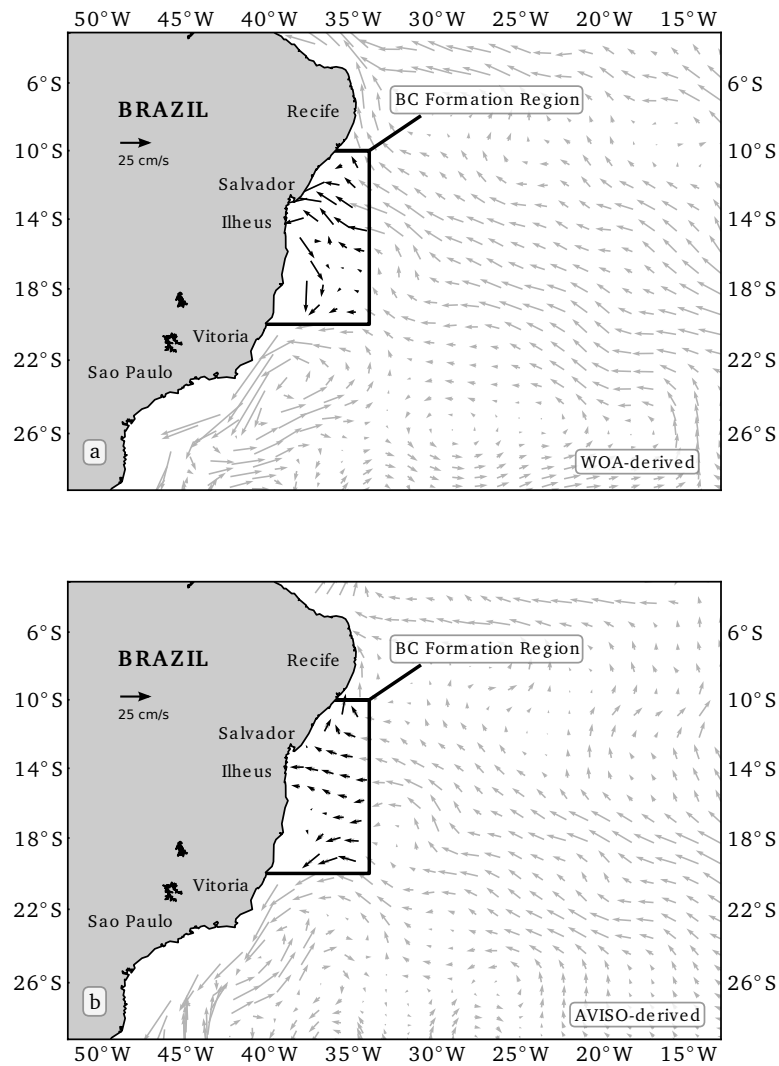 50°W 45°W 40°W 35°W 30°W 25°W 20°W 15°W
6°S 6°S
BC Formation Region
BRAZIL
Recife
25 cm/s
10°S 10°S
Salvador
14°S 14°S
Ilheus
18°S 18°S
Vitoria
22°S 22°S
Sao Paulo
26°S 26°S
a
WOA-derived
6°S 6°S
BC Formation Region
BRAZIL
Recife
25 cm/s
10°S 10°S
Salvador
14°S 14°S
Ilheus
18°S 18°S
Vitoria
22°S 22°S
Sao Paulo
26°S 26°S
b
AVISO-derived
50°W 45°W 40°W 35°W 30°W 25°W 20°W 15°W